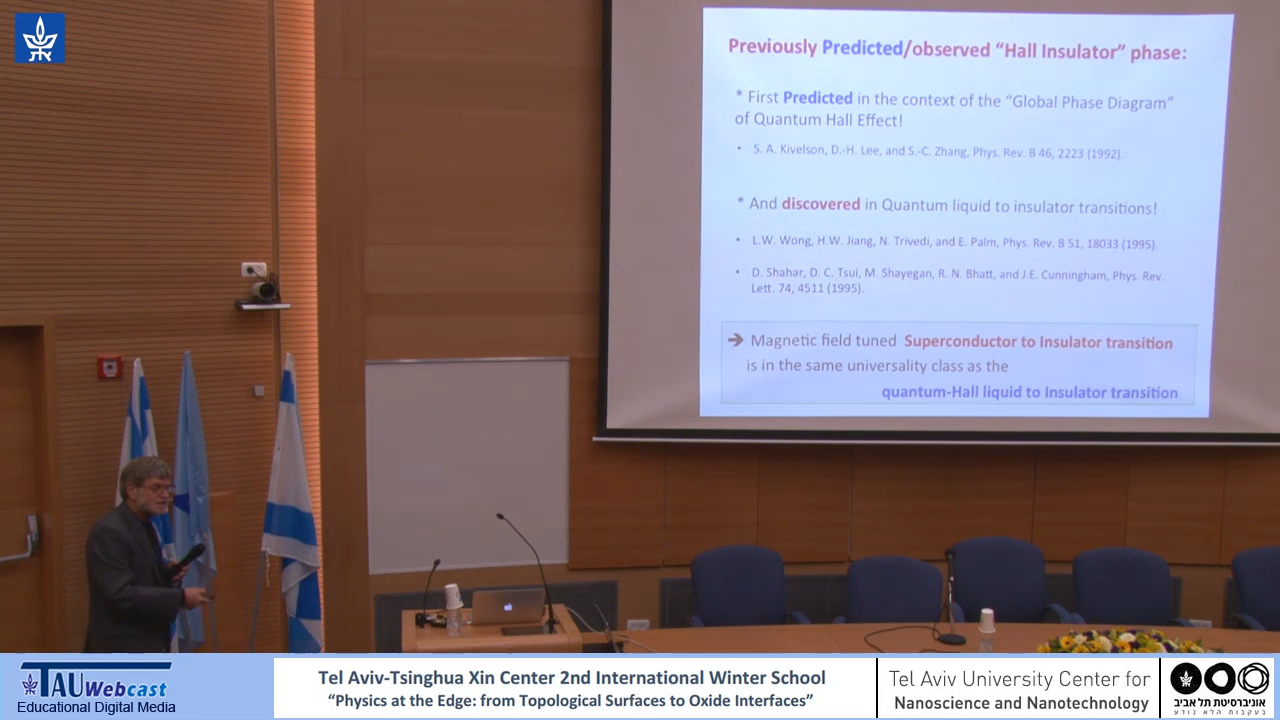 Previously Predicted/observed “Hall Insulator” phase:
* First Predicted in the context of the “Global Phase Diagram”
of Quantum Hall Effect!
• S. A. Kivelson, D.-H. Lee, and S.-C. Zhang, Phys. Rev. B 46, 2223 (1992).
* And discovered in Quantum liquid to insulator transitions!
• L.W. Wong, H.W. Jiang, N. Trivedi, and E. Palm, Phys. Rev. B 51, 18033 (1995)
• D. Shahar, D. C. Tsui, M. Shayegan, R. N. Bhatt, and J.E. Cunningham, Phys. Rev.
Lett. 74, 4511 (1995).
➔ Magnetic field tuned Superconductor to Insulator transition
is in the same universality class as the
quantum-Hall liquid to Insulator transition
TAU Webcast
Educational Digital Media
Tel Aviv-Tsinghua Xin Center 2nd International Winter School
“Physics at the Edge: from Topological Surfaces to Oxide Interfaces”
Tel Aviv University Center for
Nanoscience and Nanotechnology
אוניברסיטת תל אביב
בעקבות הלא נודע